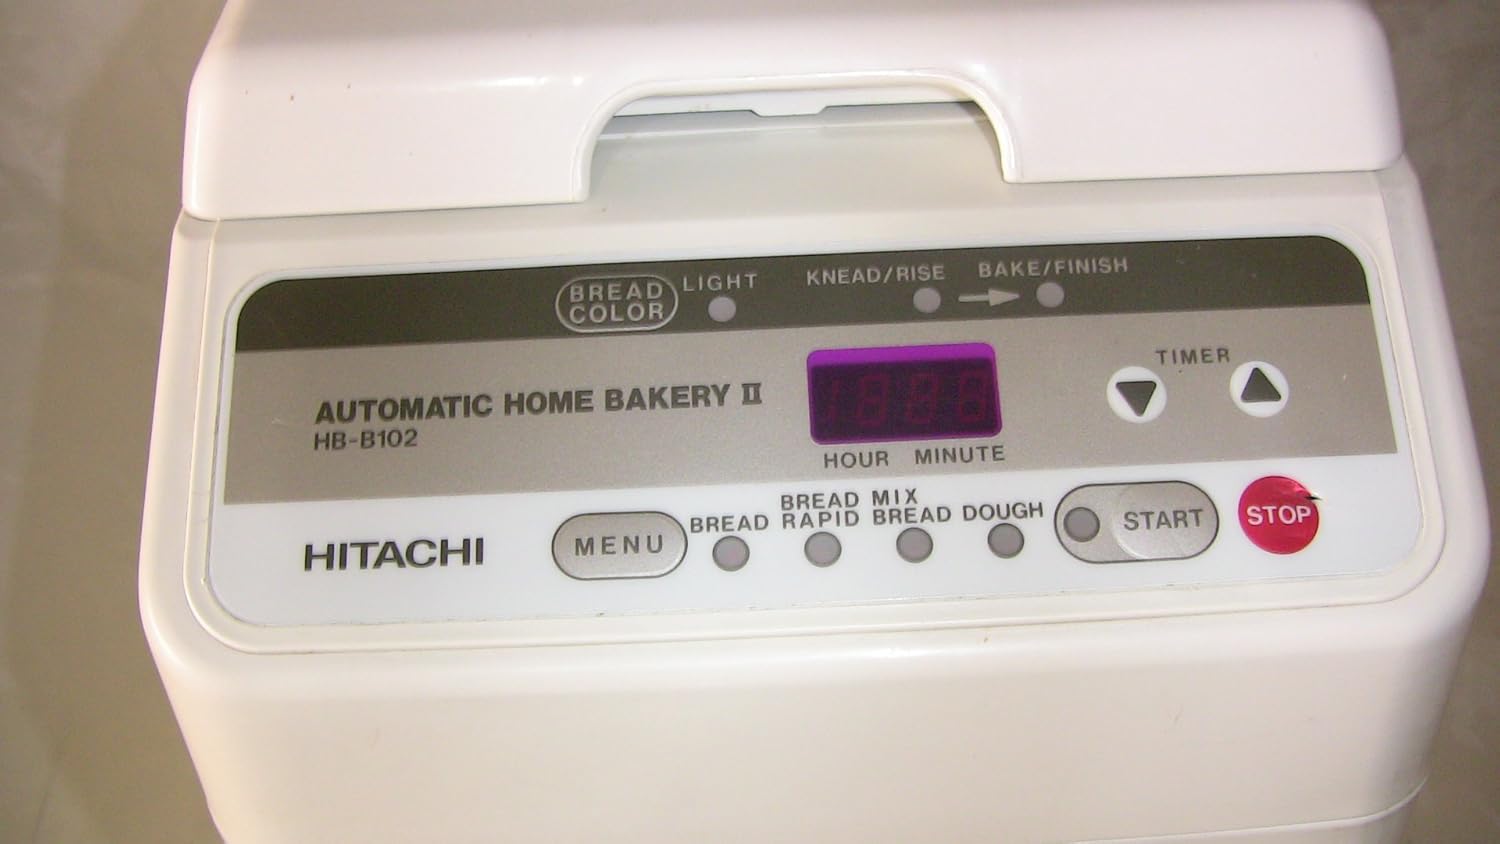 BREAD
COLOR
LIGHT
KNEAD/RISE
BAKE/FINISH
AUTOMATIC HOME BAKERY II
HB-B102
HOUR MINUTE
TIMER
HITACHI
MENU
BREAD
BREAD
RAPID
MIX
BREAD
DOUGH
START
STOP